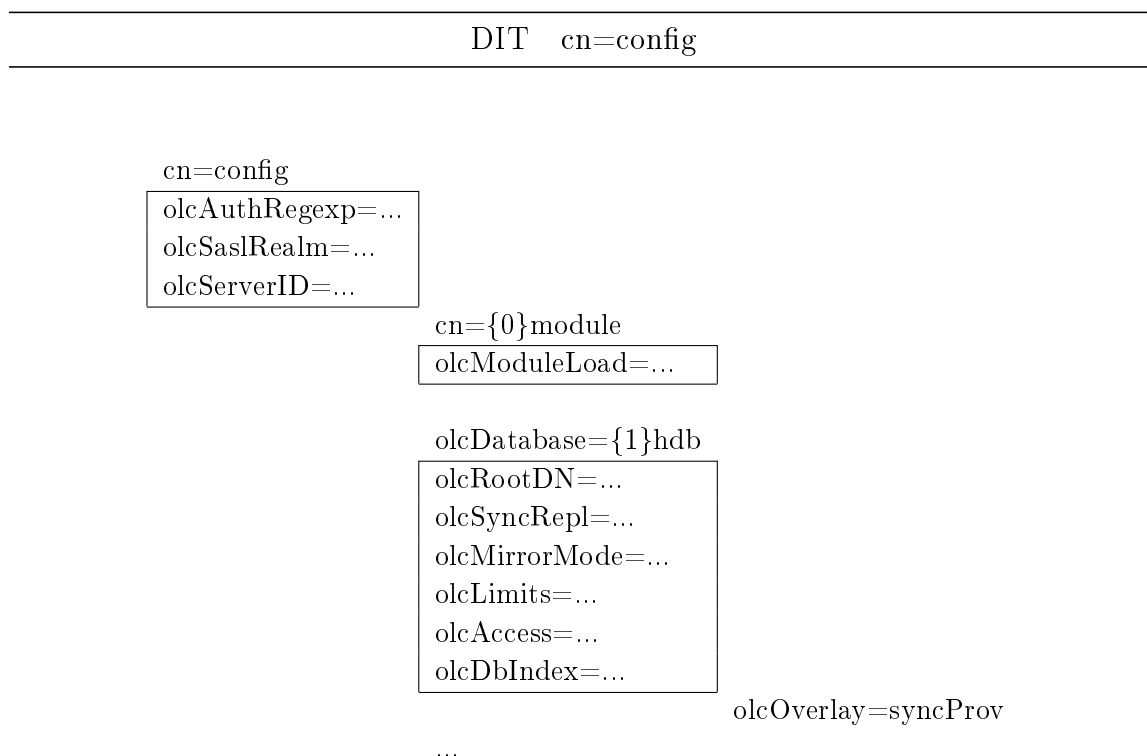 DIT cn=config
cn=config
olcAuthRegexp=...
olcSaslRealm=...
olcServerID=...
cn={0}module
olcModuleLoad=...
olcDatabase={1}hdb
olcRootDN=...
olcSyncRepl=...
olcMirrorMode=...
olcLimits=...
olcAccess=...
olcDbIndex=...
olcOverlay=syncProv
...